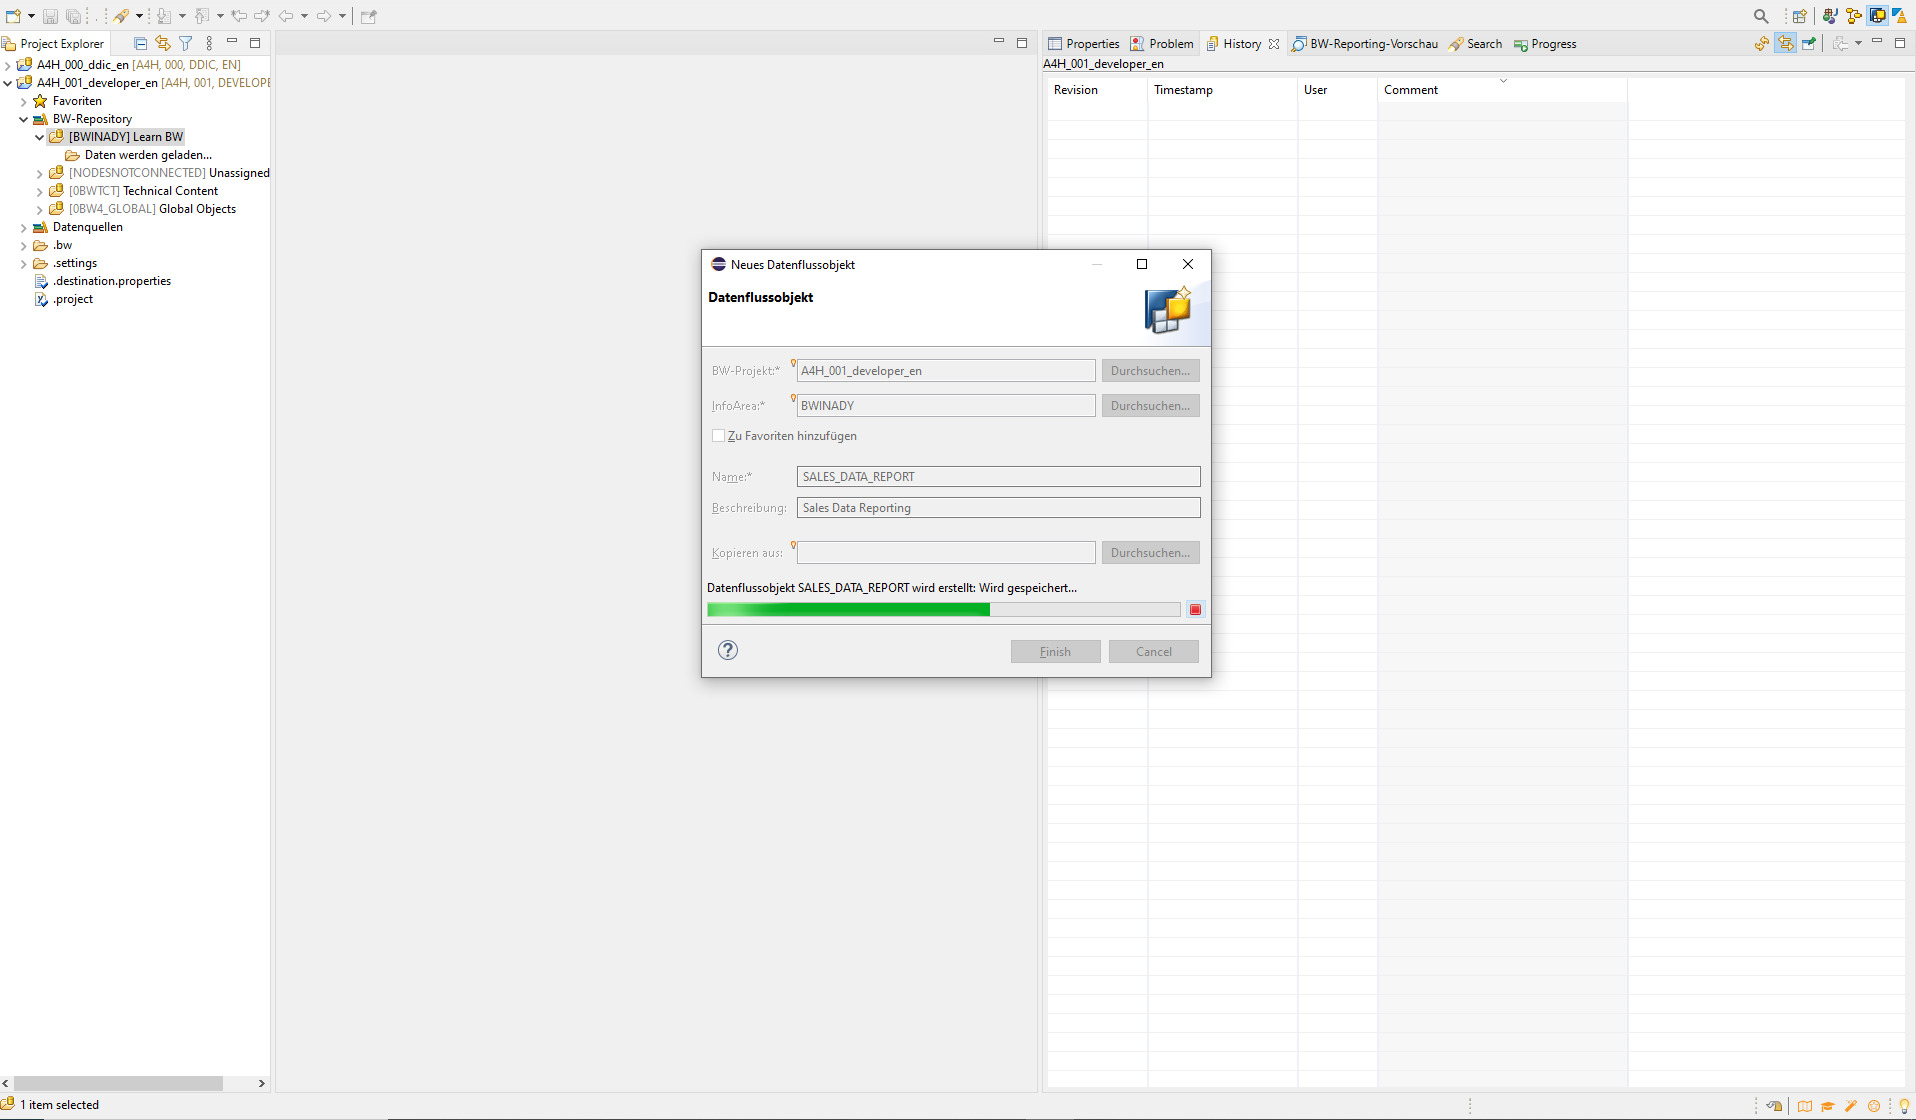 Project Explorer
A4H_000_ddic_en [A4H, 000, DDIC, EN]
A4H_001_developer_en [A4H, 001, DEVELOPE
Favoriten
BW-Repository
[BWINADY] Learn BW
Daten werden geladen...
[NODESNOTCONNECTED] Unassigned
[0BWTCT] Technical Content
[0BW4_GLOBAL] Global Objects
Datenquellen
.bw
.settings
.destination.properties
.project
Properties
Problem
History
BW-Reporting-Vorschau
Search
Progress
A4H_001_developer_en
Revision Timestamp User Comment
Neues Datenflussobjekt
Datenflussobjekt
BW-Projekt:* A4H_001_developer_en Durchsuchen...
InfoArea:* BWINADY Durchsuchen...
Zu Favoriten hinzufügen
Name:* SALES_DATA_REPORT
Beschreibung: Sales Data Reporting
Kopieren aus: Durchsuchen...
Datenflussobjekt SALES_DATA_REPORT wird erstellt: Wird gespeichert...
Finish Cancel
1 item selected